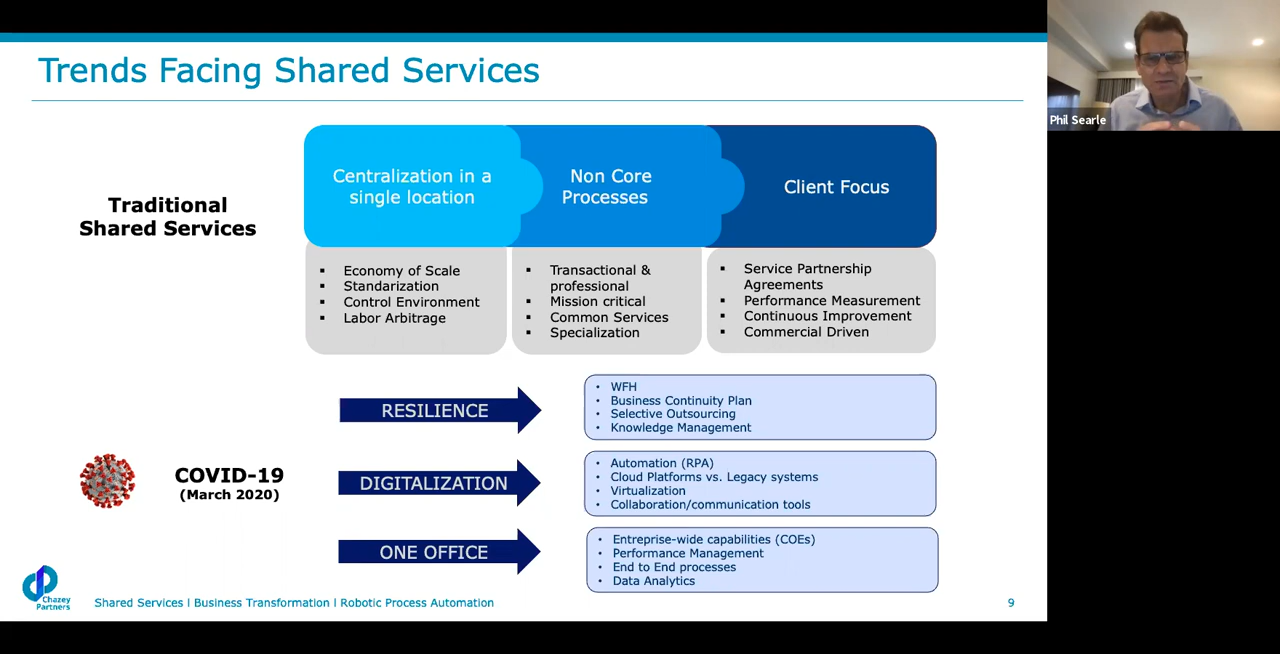 Trends Facing Shared Services
Phil Searle
Traditional
Shared Services
Centralization in a
single location
Non Core
Processes
Client Focus
▪ Economy of Scale
▪ Standarization
▪ Control Environment
▪ Labor Arbitrage
▪ Transactional &
professional
▪ Mission critical
▪ Common Services
▪ Specialization
▪ Service Partnership
Agreements
▪ Performance Measurement
▪ Continuous Improvement
▪ Commercial Driven
COVID-19
(March 2020)
RESILIENCE
• WFH
• Business Continuity Plan
• Selective Outsourcing
• Knowledge Management
DIGITALIZATION
• Automation (RPA)
• Cloud Platforms vs. Legacy systems
• Virtualization
• Collaboration/communication tools
ONE OFFICE
• Entreprise-wide capabilities (COEs)
• Performance Management
• End to End processes
• Data Analytics
Chazey
Partners
Shared Services I Business Transformation I Robotic Process Automation
9